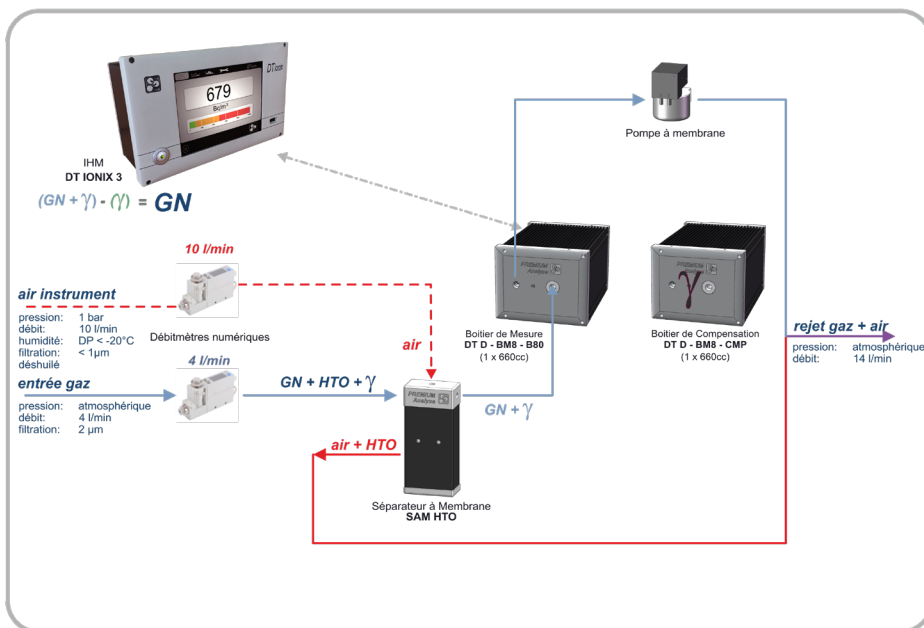 DT ionix
679
Bq/m³
IHM
DT IONIX 3
(GN + γ) - (γ) = GN
Pompe à membrane
10 l/min
air instrument
pression: 1 bar
débit: 10 l/min
humidité: DP < -20°C
filtration: < 1µm
déshuilé
Débitmètres numériques
4 l/min
entrée gaz
pression: atmosphérique
débit: 4 l/min
filtration: 2 µm
GN + HTO + γ
air
PREMIUM
Analyse
GN + γ
air + HTO
Séparateur à Membrane
SAM HTO
PREMIUM
Analyse
Boitier de Mesure
DT D - BM8 - B80
(1 x 660cc)
PREMIUM
Analyse
γ
Boitier de Compensation
DT D - BM8 - CMP
(1 x 660cc)
rejet gaz + air
pression: atmosphérique
débit: 14 l/min